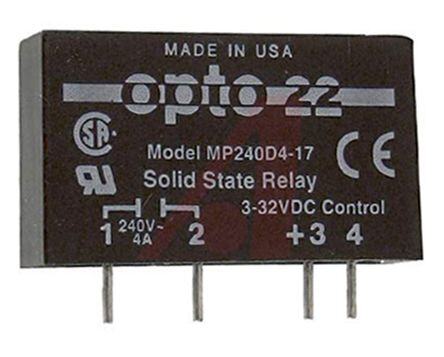 MADE IN USA
opto 22
Model MP240D4-17
Solid State Relay
3-32VDC Control
1 240V~ 4A 2 +3 4